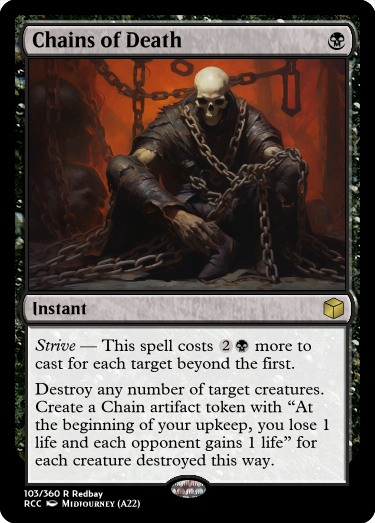 Chains of Death
Instant
Strive — This spell costs 2 more to
cast for each target beyond the first.
Destroy any number of target creatures.
Create a Chain artifact token with “At
the beginning of your upkeep, you lose 1
life and each opponent gains 1 life” for
each creature destroyed this way.
103/360 R Redbay
RCC Midjourney (A22)